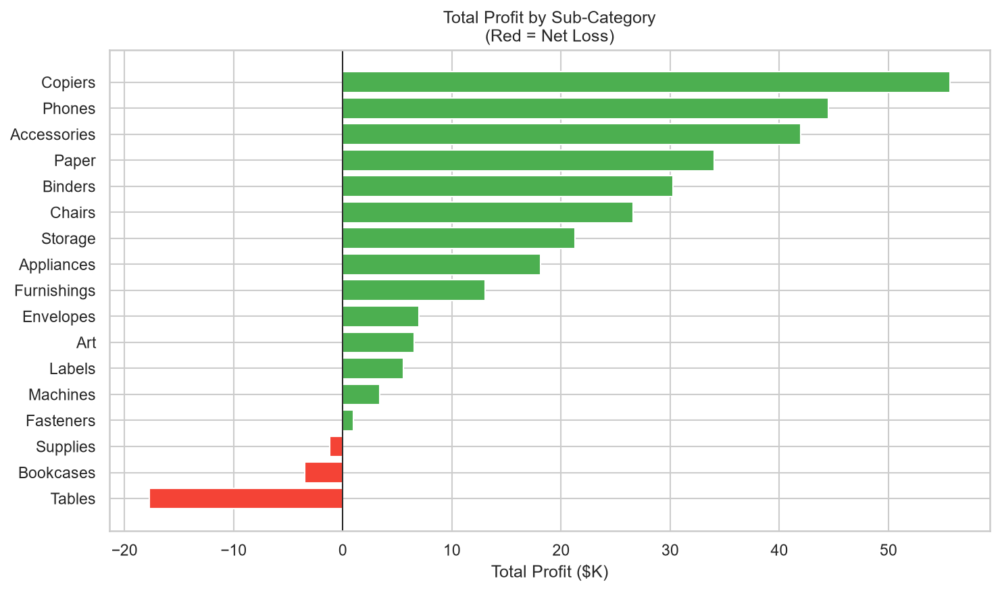 Total Profit by Sub-Category
(Red = Net Loss)
Copiers
Phones
Accessories
Paper
Binders
Chairs
Storage
Appliances
Furnishings
Envelopes
Art
Labels
Machines
Fasteners
Supplies
Bookcases
Tables
−20 −10 0 10 20 30 40 50
Total Profit ($K)